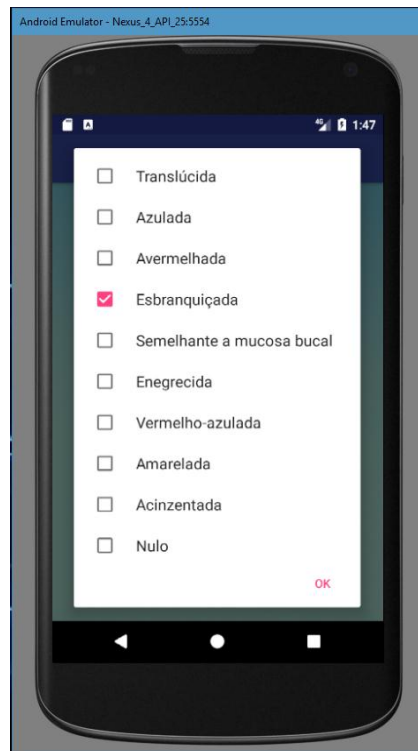 Android Emulator - Nexus_4_API_25:5554
4G 1:47
Translúcida
Azulada
Avermelhada
Esbranquiçada
Semelhante a mucosa bucal
Enegrecida
Vermelho-azulada
Amarelada
Acinzentada
Nulo
OK